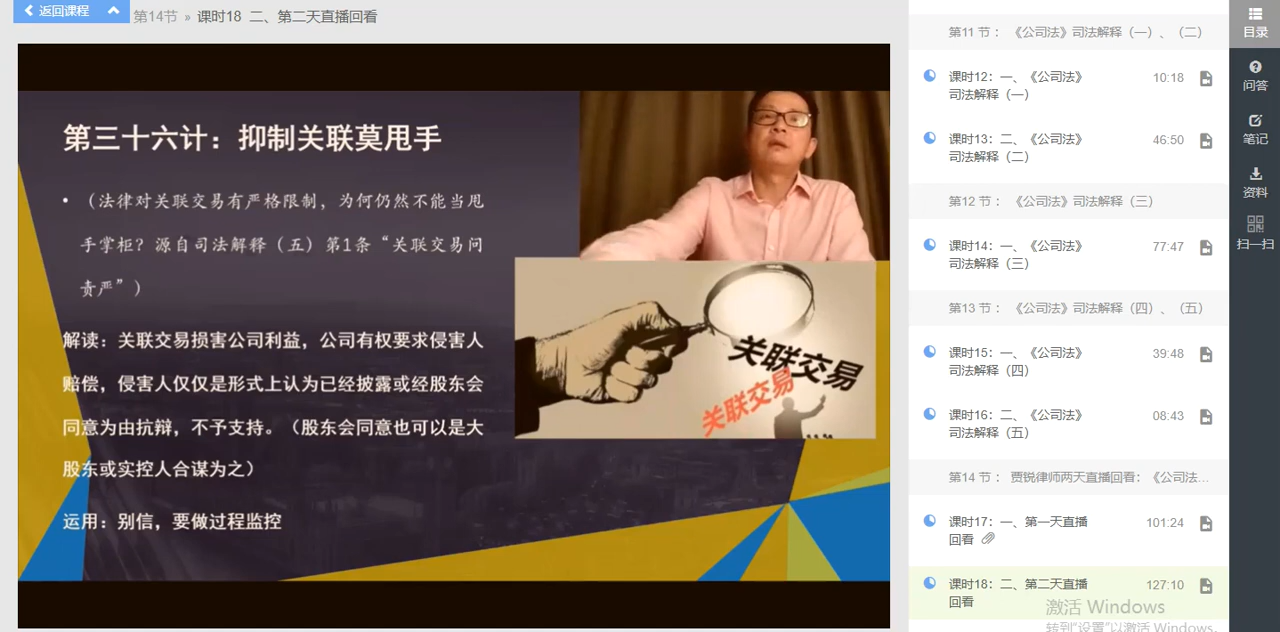 返回课程
第14节 » 课时18 二、第二天直播回看
第三十六计：抑制关联莫甩手
• （法律对关联交易有严格限制，为何仍然不能当甩
手掌柜？源自司法解释（五）第1条“关联交易问
责严”）
解读：关联交易损害公司利益，公司有权要求侵害人
赔偿，侵害人仅仅是形式上认为已经披露或经股东会
同意为由抗辩，不予支持。（股东会同意也可以是大
股东或实控人合谋为之）
运用：别信，要做过程监控
关联交易
关联交易
第11节： 《公司法》司法解释（一）、（二）
课时12：一、《公司法》
司法解释（一）
10:18
课时13：二、《公司法》
司法解释（二）
46:50
第12节： 《公司法》司法解释（三）
课时14：一、《公司法》
司法解释（三）
77:47
第13节： 《公司法》司法解释（四）、（五）
课时15：一、《公司法》
司法解释（四）
39:48
课时16：二、《公司法》
司法解释（五）
08:43
第14节： 贾锐律师两天直播回看：《公司法...
课时17：一、第一天直播
回看
101:24
课时18：二、第二天直播
回看
127:10
激活 Windows
转到“设置”以激活 Windows。
目录
问答
笔记
资料
扫一扫